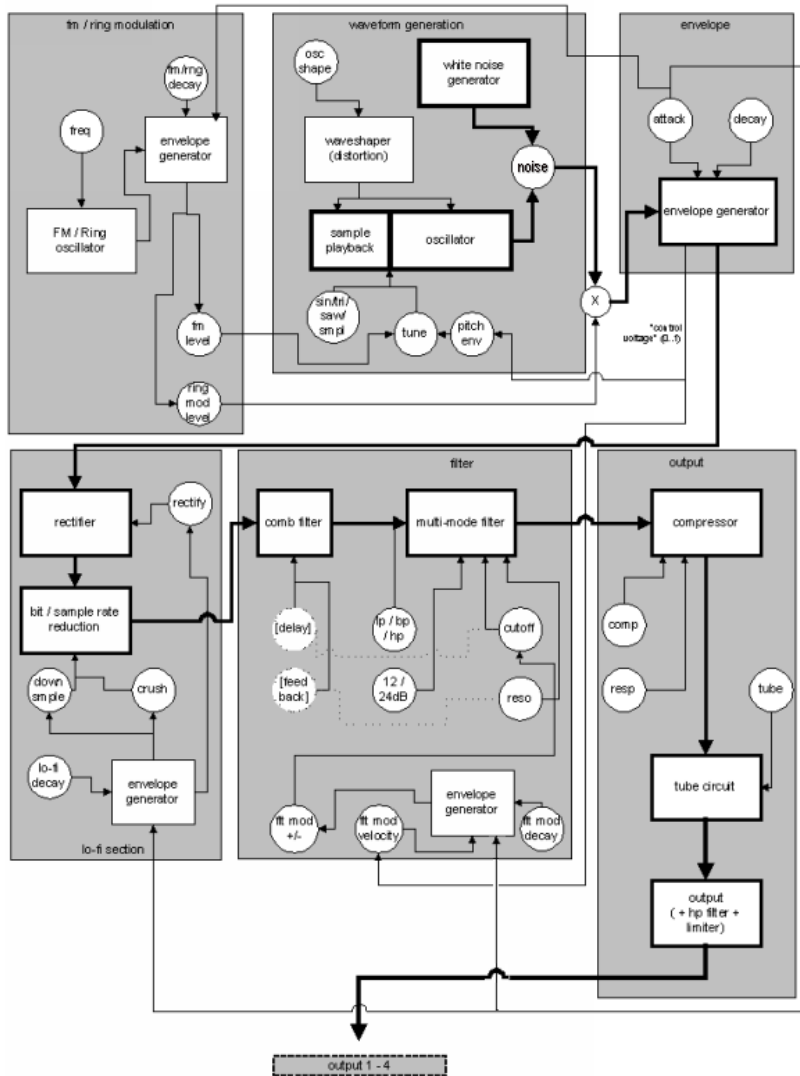 fm / ring modulation
fm/rng
decay
freq
envelope
generator
FM / Ring
oscillator
fm
level
ring
mod
level
waveform generation
osc
shape
white noise
generator
waveshaper
(distortion)
noise
sample
playback
oscillator
sin/tri/
saw/
smpl
tune
pitch
env
X
envelope
attack
decay
envelope generator
"control
voltage" (0..1)
rectifier
rectify
bit / sample rate
reduction
down
smple
crush
lo-fi
decay
envelope
generator
lo-fi section
filter
comb filter
multi-mode filter
[delay]
lp / bp
/ hp
cutoff
[feed
back]
12 /
24dB
reso
envelope
generator
flt mod
+/-
flt mod
velocity
flt mod
decay
output
compressor
comp
resp
tube
tube circuit
output
( + hp filter +
limiter)
output 1 - 4